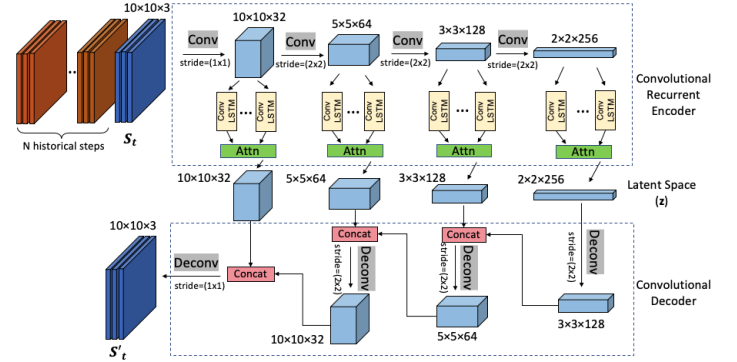 10×10×3
10×10×32
5×5×64
3×3×128
2×2×256
Conv
stride=(1x1)
Conv
stride=(2x2)
Conv
stride=(2x2)
Conv
stride=(2x2)
Conv
LSTM
...
Conv
LSTM
Conv
LSTM
...
Conv
LSTM
Conv
LSTM
...
Conv
LSTM
Conv
LSTM
...
Conv
LSTM
Convolutional
Recurrent
Encoder
..
N historical steps
S_t
Attn
Attn
Attn
Attn
10×10×32
5×5×64
3×3×128
2×2×256
Latent Space
(z)
10×10×3
Concat
Concat
Deconv
stride=(2x2)
Deconv
stride=(2x2)
Deconv
stride=(2x2)
Deconv
stride=(1x1)
Concat
Convolutional
Decoder
10×10×32
5×5×64
3×3×128
S'_t